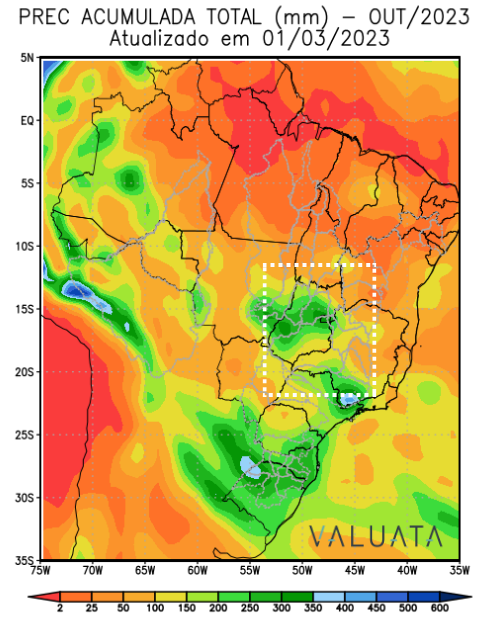 PREC ACUMULADA TOTAL (mm) – OUT/2023
Atualizado em 01/03/2023
5N
EQ
5S
10S
15S
20S
25S
30S
35S
VALUATA
75W 70W 65W 60W 55W 50W 45W 40W 35W
2 25 50 100 150 200 250 300 350 400 450 500 600